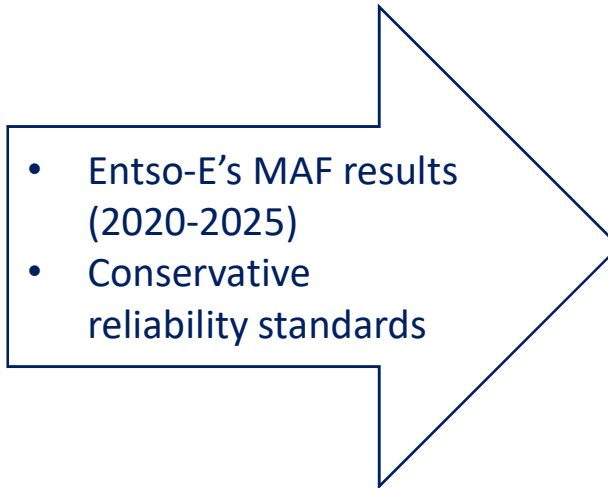 • Entso-E’s MAF results
(2020-2025)
• Conservative
reliability standards